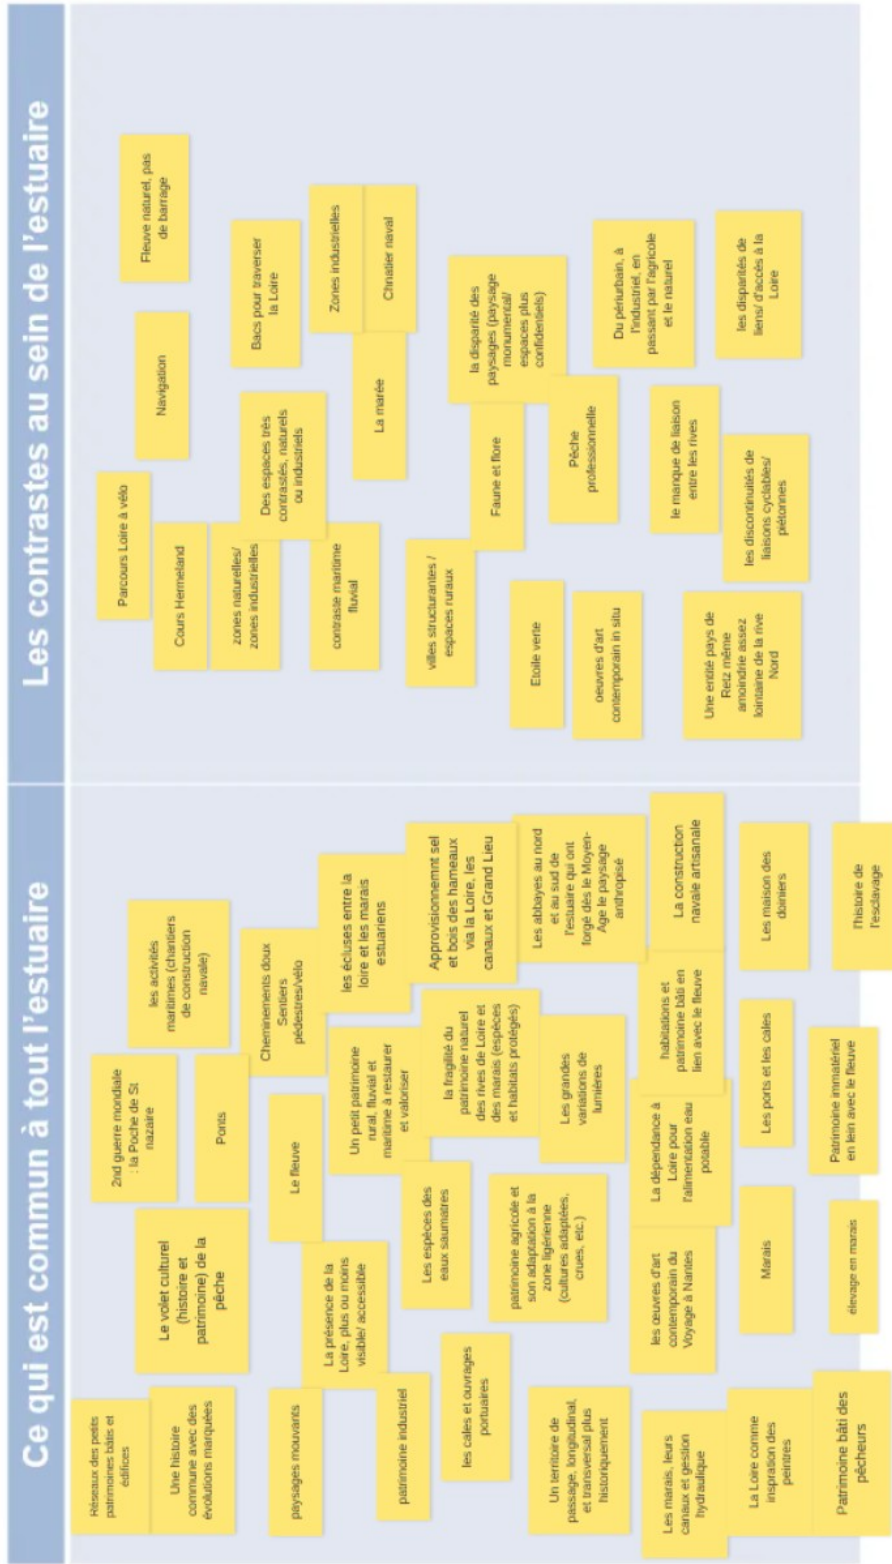 Ce qui est commun à tout l'estuaire
Réseaux des petits
patrimoines bâtis et
édifices
Une histoire
commune avec des
évolutions marquées
paysages mouvants
patrimoine industriel
les cales et ouvrages
portuaires
Un territoire de
passage, longitudinal,
et transversal plus
historiquement
Les marais, leurs
canaux et gestion
hydraulique
La Loire comme
inspration des
peintres
Patrimoine bâti des
pêcheurs
Le volet culturel
(histoire et
patrimoine) de la
pêche
La présence de la
Loire, plus ou moins
visible/ accessible
Les espèces des
eaux saumatres
patrimoine agricole et
son adaptation à la
zone ligérienne
(cultures adaptées,
crues, etc.)
les œuvres d'art
contemporain du
Voyage à Nantes
Marais
élevage en marais
2nd guerre mondiale
: la Poche de St
nazaire
Ponts
Le fleuve
Un petit patrimoine
rural, fluvial et
maritime à restaurer
et valoriser
la fragilité du
patrimoine naturel
des rives de Loire et
des marais (espèces
et habitats protégés)
Les grandes
variations de
lumières
La dépendance à
Loire pour
l'alimentation eau
potable
Les ports et les cales
Patrimoine immatériel
en lein avec le fleuve
les activités
maritimes (chantiers
de construction
navale)
Cheminements doux
Sentiers
pédestres/vélo
les écluses entre la
loire et les marais
estuariens
Approvisionnemnt sel
et bois des hameaux
via la Loire, les
canaux et Grand Lieu
Les abbayes au nord
et au sud de
l'estuaire qui ont
forgé dès le Moyen-
Age le paysage
anthropisé
habitations et
patrimoine bâti en
lien avec le fleuve
La construction
navale artisanale
Les maison des
doiniers
l'histoire de
l'esclavage
Les contrastes au sein de l'estuaire
Parcours Loire à vélo
Cours Hermeland
zones naturelles/
zones industrielles
contraste maritime
fluvial
villes structurantes /
espaces ruraux
Etoile verte
oeuvres d'art
contemporain in situ
Une entité pays de
Retz même
amoindrie assez
lointaine de la rive
Nord
Navigation
Des espaces très
contrastés, naturels
ou industriels
La marée
Faune et flore
Pêche
professionnelle
le manque de liaison
entre les rives
les discontinuités de
liaisons cyclables/
piétonnes
Fleuve naturel, pas
de barrage
Bacs pour traverser
la Loire
Zones industrielles
Chnatier naval
la disparité des
paysages (paysage
monumental/
espaces plus
confidentiels)
Du périurbain, à
l'industriel, en
passant par l'agricole
et le naturel
les disparités de
liens/ d'accès à la
Loire